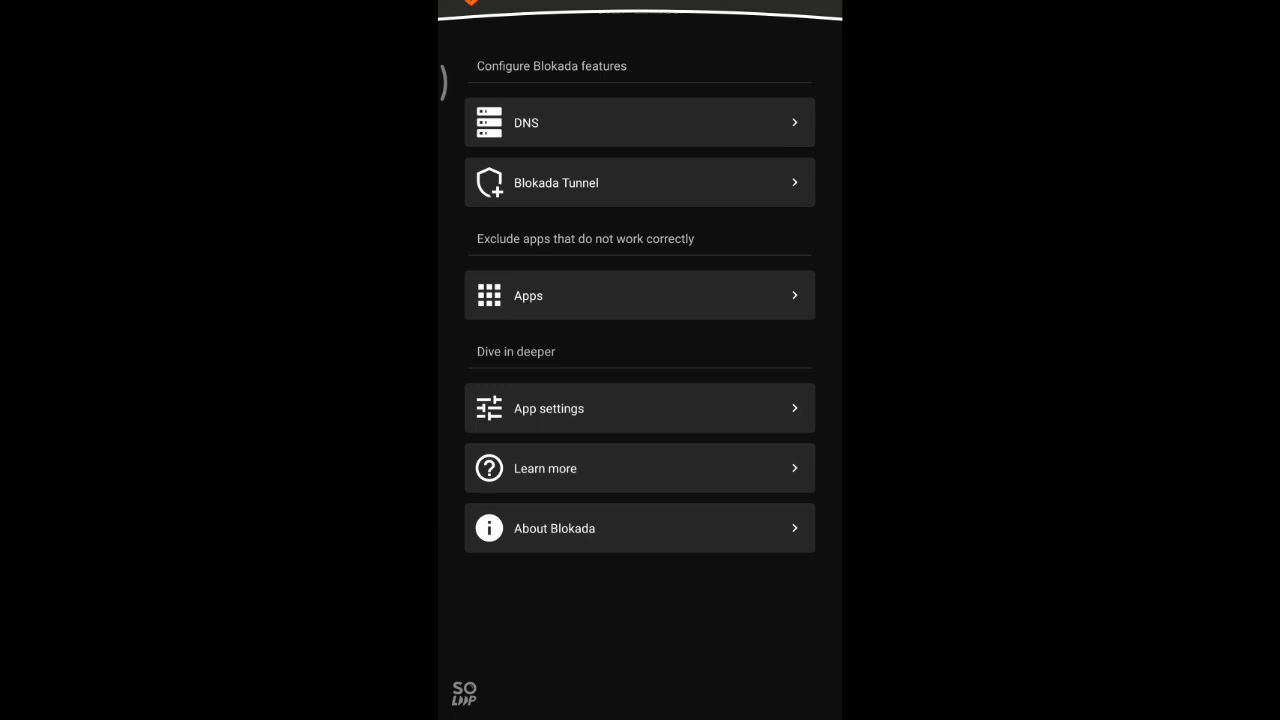 Configure Blokada features
DNS
Blokada Tunnel
Exclude apps that do not work correctly
Apps
Dive in deeper
App settings
Learn more
About Blokada
SO
LOOP